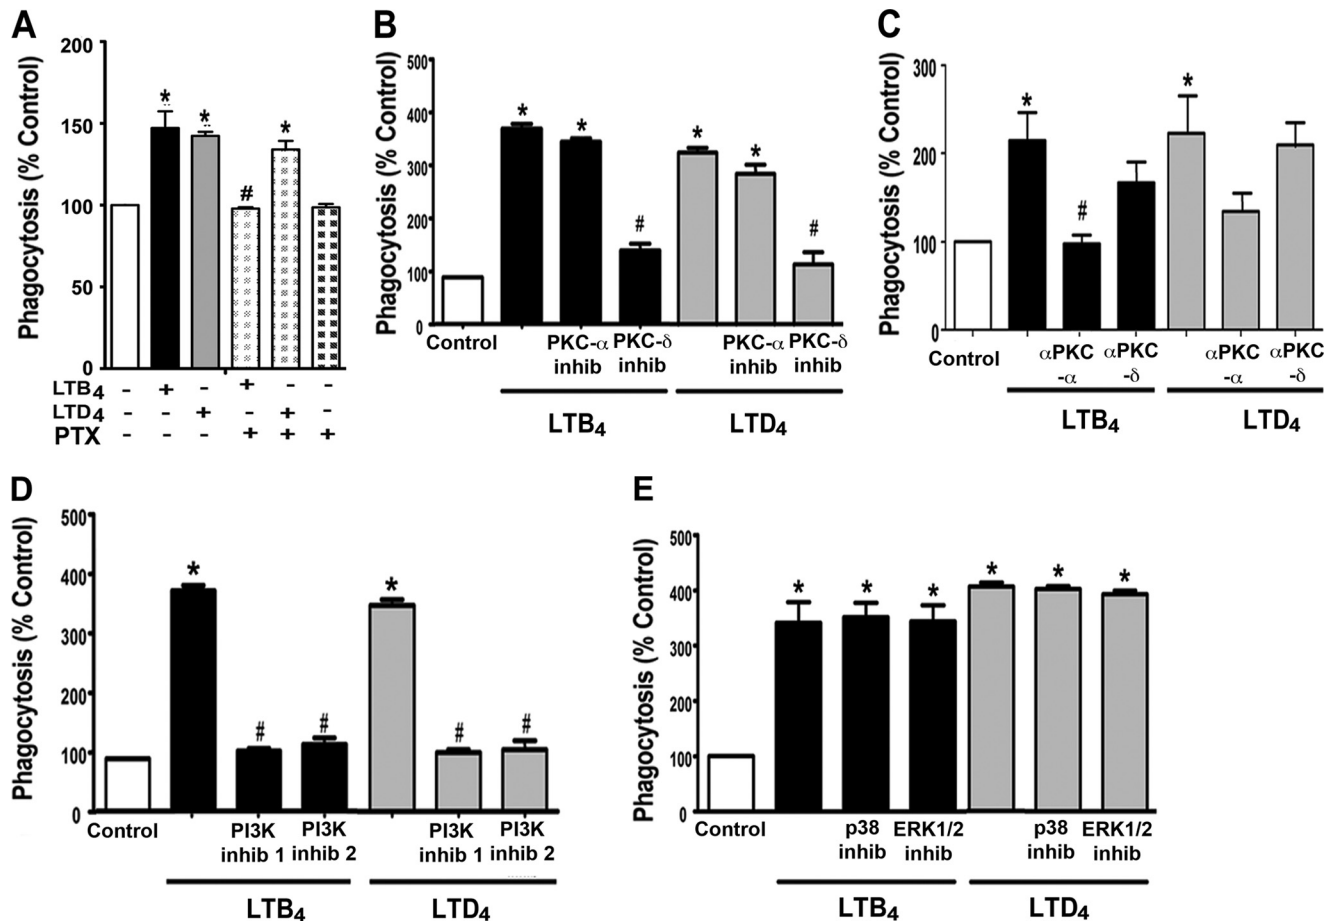 A
Phagocytosis (% Control)
200
150
100
50
0
*
*
#
*
LTB4 - + - + - -
LTD4 - - + - + -
PTX - - - + + +
B
Phagocytosis (% Control)
500
400
300
200
100
0
*
*
#
*
*
#
Control
PKC-α inhib
PKC-δ inhib
PKC-α inhib
PKC-δ inhib
LTB4
LTD4
C
Phagocytosis (% Control)
300
200
100
0
*
#
*
Control
αPKC -α
αPKC -δ
αPKC -α
αPKC -δ
LTB4
LTD4
D
Phagocytosis (% Control)
500
400
300
200
100
0
*
#
#
*
#
#
Control
PI3K inhib 1
PI3K inhib 2
PI3K inhib 1
PI3K inhib 2
LTB4
LTD4
E
Phagocytosis (% Control)
500
400
300
200
100
0
*
*
*
*
*
*
Control
p38 inhib
ERK1/2 inhib
p38 inhib
ERK1/2 inhib
LTB4
LTD4